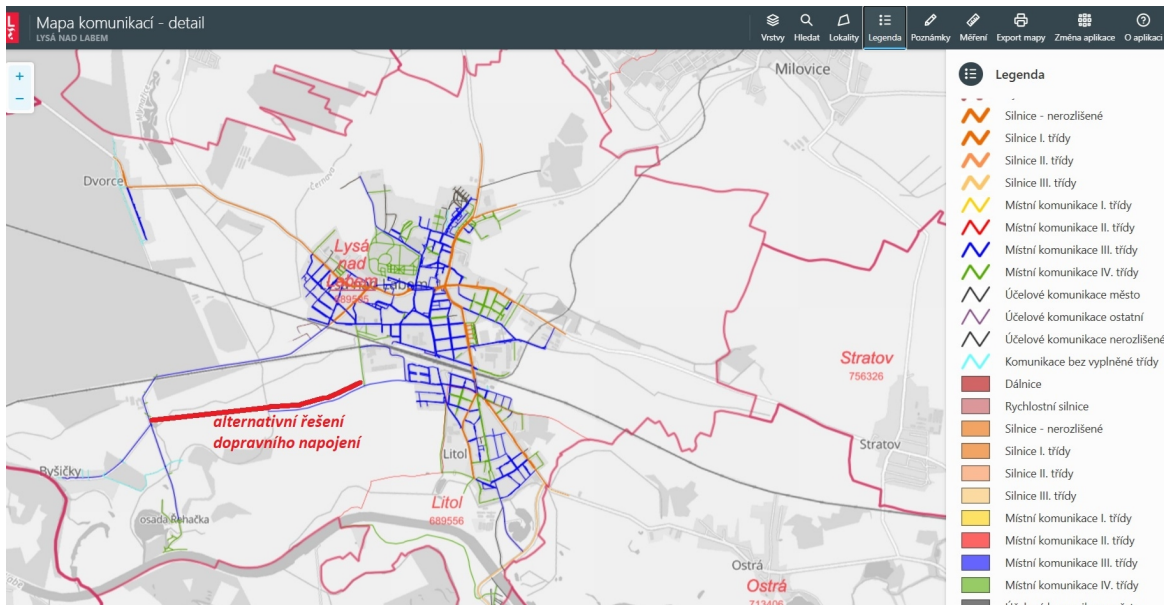 Mapa komunikací - detail
LYSÁ NAD LABEM
Vrstvy
Hledat
Lokality
Legenda
Poznámky
Měření
Export mapy
Změna aplikace
O aplikaci
+
−
Milovice
Dvorce
Černava
Lysá
nad
Labem
Stratov
756326
Stratov
alternativní řešení
dopravního napojení
Byšičky
Litol
osada Řehačka
Litol
689556
Ostrá
Ostrá
713406
Legenda
Silnice - nerozlišené
Silnice I. třídy
Silnice II. třídy
Silnice III. třídy
Místní komunikace I. třídy
Místní komunikace II. třídy
Místní komunikace III. třídy
Místní komunikace IV. třídy
Účelové komunikace město
Účelové komunikace ostatní
Účelové komunikace nerozlišené
Komunikace bez vyplněné třídy
Dálnice
Rychlostní silnice
Silnice - nerozlišené
Silnice I. třídy
Silnice II. třídy
Silnice III. třídy
Místní komunikace I. třídy
Místní komunikace II. třídy
Místní komunikace III. třídy
Místní komunikace IV. třídy